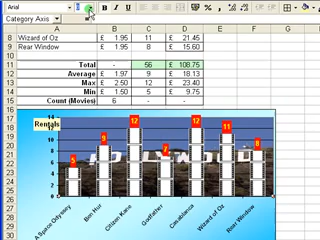 Arial 8 B I U %
Category Axis
A B C D E F G
8 Wizard of Oz £ 1.95 11 £ 21.45
9 Rear Window £ 1.95 8 £ 15.60
10
11 Total - 56 £ 108.75
12 Average £ 1.97 9 £ 18.13
13 Max £ 2.50 12 £ 23.40
14 Min £ 1.50 5 £ 9.75
15 Count (Movies) 6 - -
16
17
18
19
20
21
22
23
24
25
26
27
28
29
30
Rentals
14
12
10
8
6
4
2
0
5 9 12 7 12 11 8
A Space Odyssey
Ben Hur
Citizen Kane
Godfather
Casablanca
Wizard of Oz
Rear Window